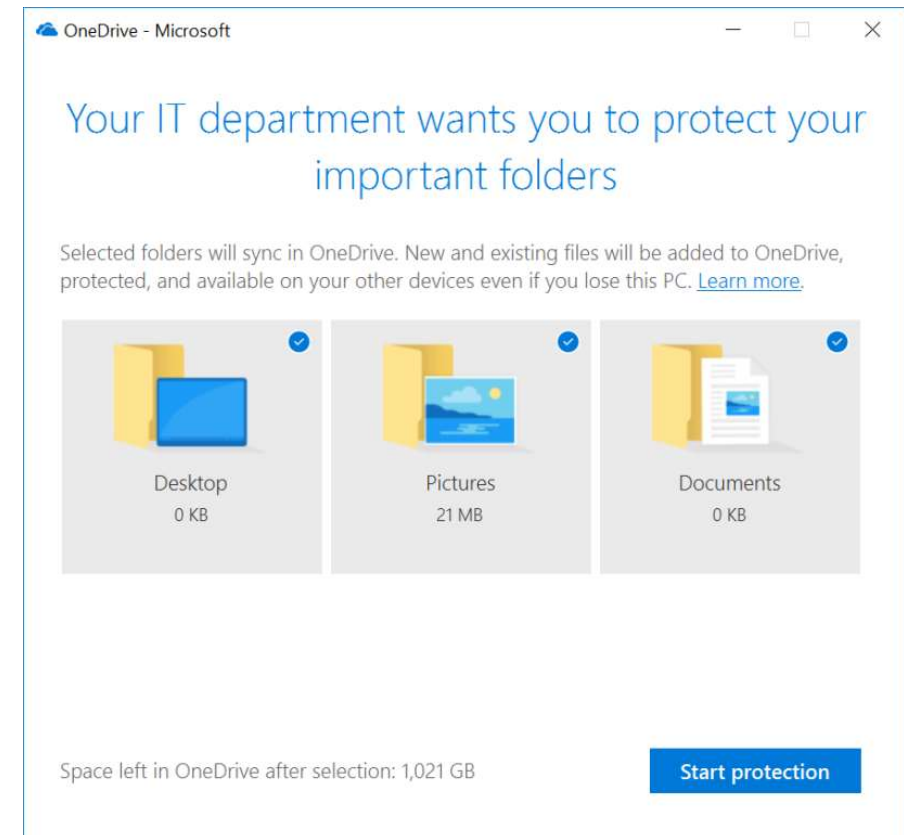 OneDrive - Microsoft
Your IT department wants you to protect your
important folders
Selected folders will sync in OneDrive. New and existing files will be added to OneDrive,
protected, and available on your other devices even if you lose this PC. Learn more.
Desktop
0 KB
Pictures
21 MB
Documents
0 KB
Space left in OneDrive after selection: 1,021 GB
Start protection